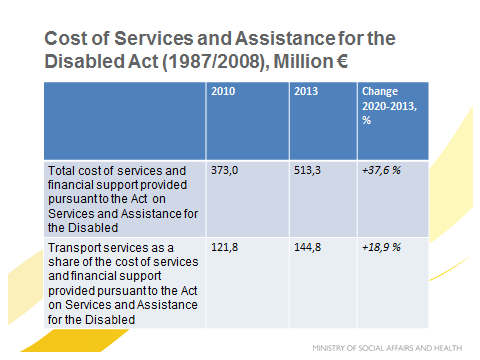 Cost of Services and Assistance for the
Disabled Act (1987/2008), Million €
2010 2013 Change
2020-2013,
%
Total cost of services and 373,0 513,3 +37,6 %
financial support provided
pursuant to the Act on
Services and Assistance for
the Disabled
Transport services as a 121,8 144,8 +18,9 %
share of the cost of services
and financial support
provided pursuant to the Act
on Services and Assistance
for the Disabled
MINISTRY OF SOCIAL AFFAIRS AND HEALTH